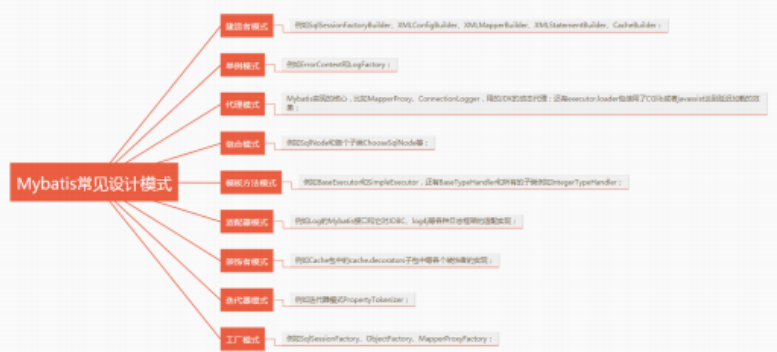 建造者模式
例如SqlSessionFactoryBuilder、XMLConfigBuilder、XMLMapperBuilder、XMLStatementBuilder、CacheBuilder；
单例模式
例如ErrorContext和LogFactory；
代理模式
Mybatis实现的核心，比如MapperProxy、ConnectionLogger，用的JDK的动态代理；还有executor.loader包使用了CGlib或者javassist达到延迟加载的效
果；
组合模式
例如SqlNode和各个子类ChooseSqlNode等；
Mybatis常见设计模式
模板方法模式
例如BaseExecutor和SimpleExecutor，还有BaseTypeHandler和所有的子类例如IntegerTypeHandler；
适配器模式
例如Log的Mybatis接口和它对JDBC、log4j等各种日志框架的适配实现；
装饰者模式
例如Cache包中的cache.decorators子包中等各个装饰者的实现；
迭代器模式
例如迭代器模式PropertyTokenizer；
工厂模式
例如SqlSessionFactory、ObjectFactory、MapperProxyFactory；